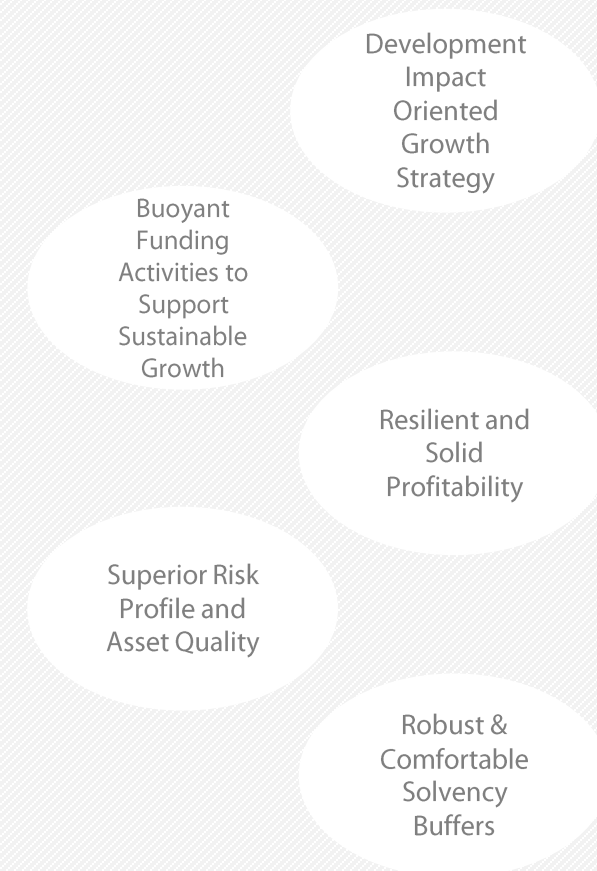 Development
Impact
Oriented
Growth
Strategy
Buoyant
Funding
Activities to
Support
Sustainable
Growth
Resilient and
Solid
Profitability
Superior Risk
Profile and
Asset Quality
Robust &
Comfortable
Solvency
Buffers